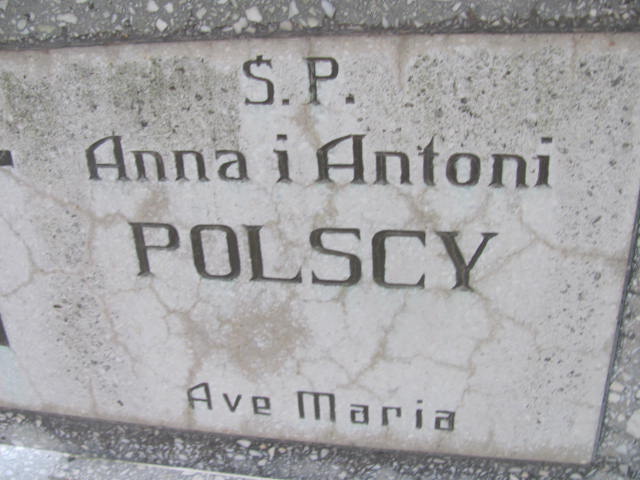 Ś.P.
Anna i Antoni
POLSCY
Ave Maria